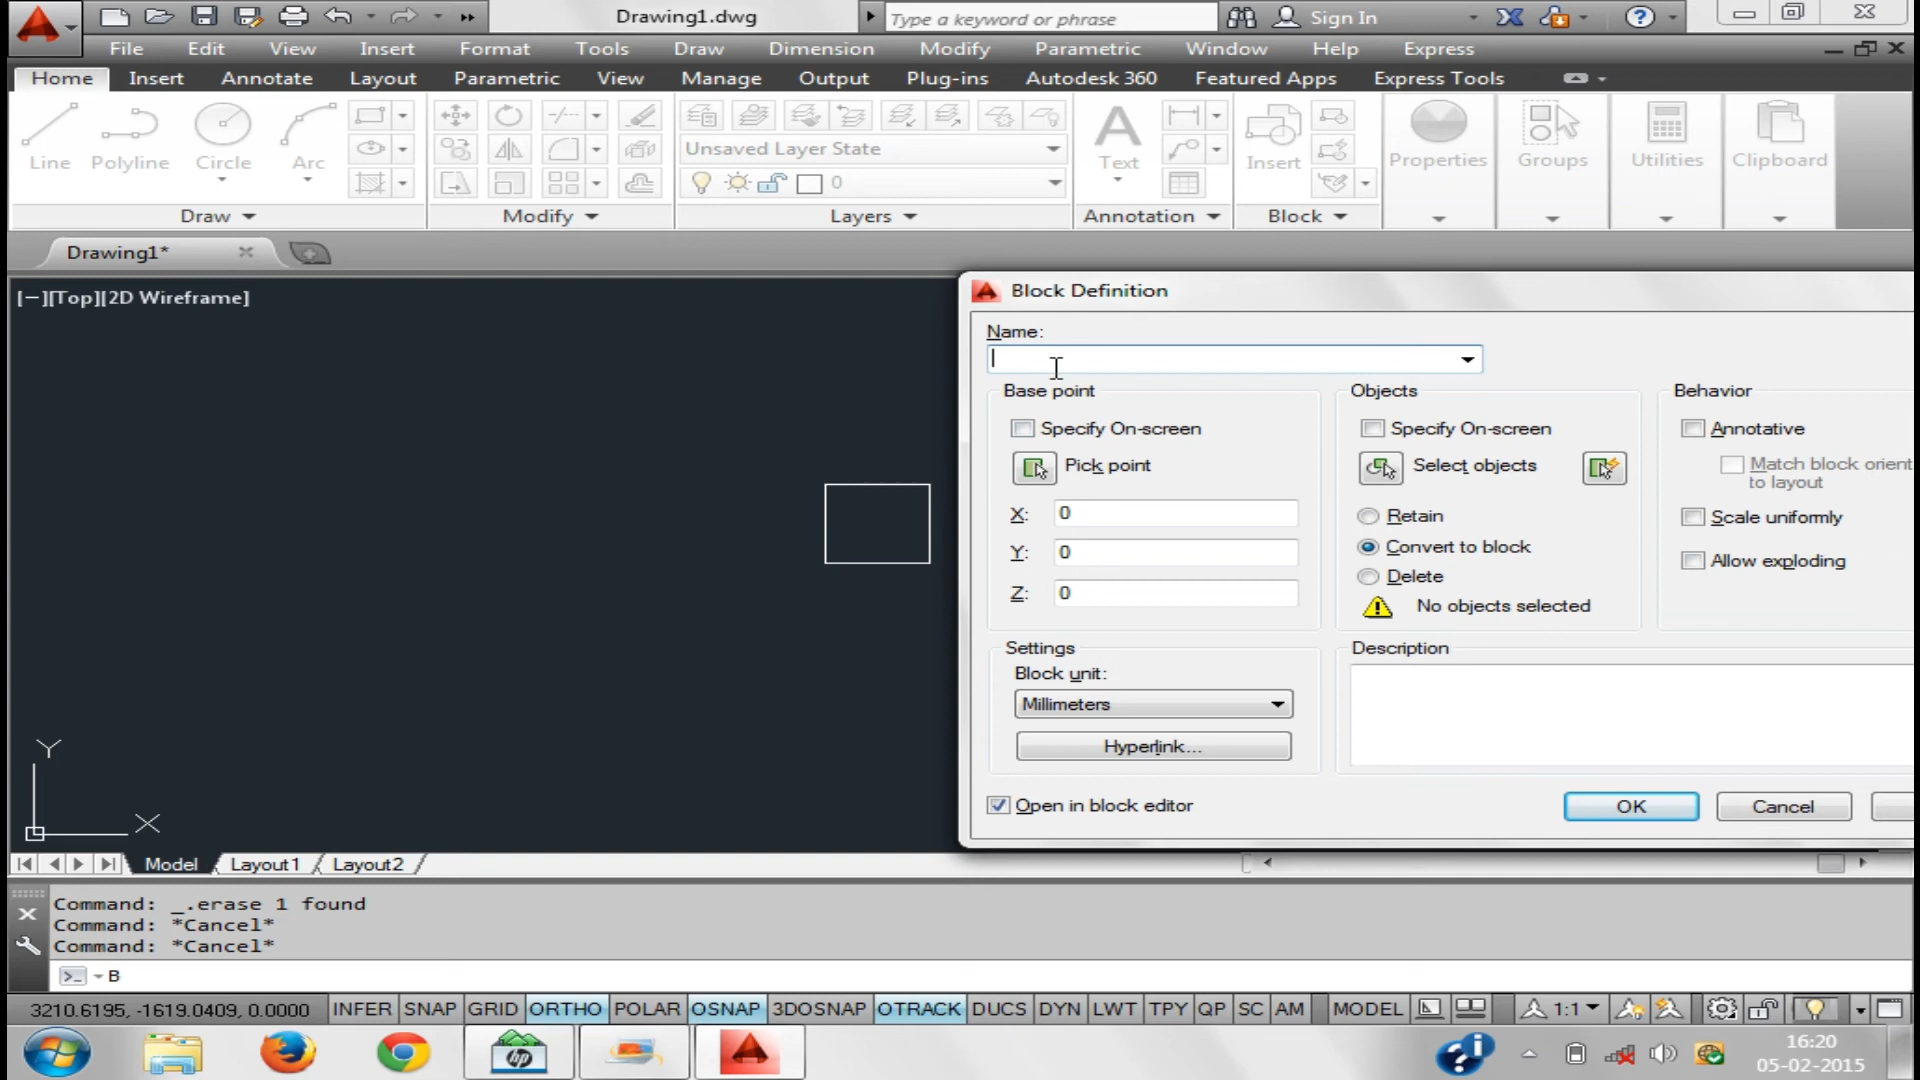 Drawing1.dwg
Type a keyword or phrase
Sign In
File Edit View Insert Format Tools Draw Dimension Modify Parametric Window Help Express
Home Insert Annotate Layout Parametric View Manage Output Plug-ins Autodesk 360 Featured Apps Express Tools
Line Polyline Circle Arc
Unsaved Layer State
0
Text
Insert
Properties
Groups
Utilities
Clipboard
Draw Modify Layers Annotation Block
Drawing1*
[−][Top][2D Wireframe]
Block Definition
Name:
Base point
Specify On-screen
Pick point
X: 0
Y: 0
Z: 0
Objects
Specify On-screen
Select objects
Retain
Convert to block
Delete
No objects selected
Behavior
Annotative
Match block orient
to layout
Scale uniformly
Allow exploding
Settings
Block unit:
Millimeters
Hyperlink...
Description
Open in block editor
OK
Cancel
Y
X
Model Layout1 Layout2
Command: _.erase 1 found
Command: *Cancel*
Command: *Cancel*
>_ B
3210.6195, -1619.0409, 0.0000 INFER SNAP GRID ORTHO POLAR OSNAP 3DOSNAP OTRACK DUCS DYN LWT TPY QP SC AM MODEL 1:1
hp
16:20
05-02-2015